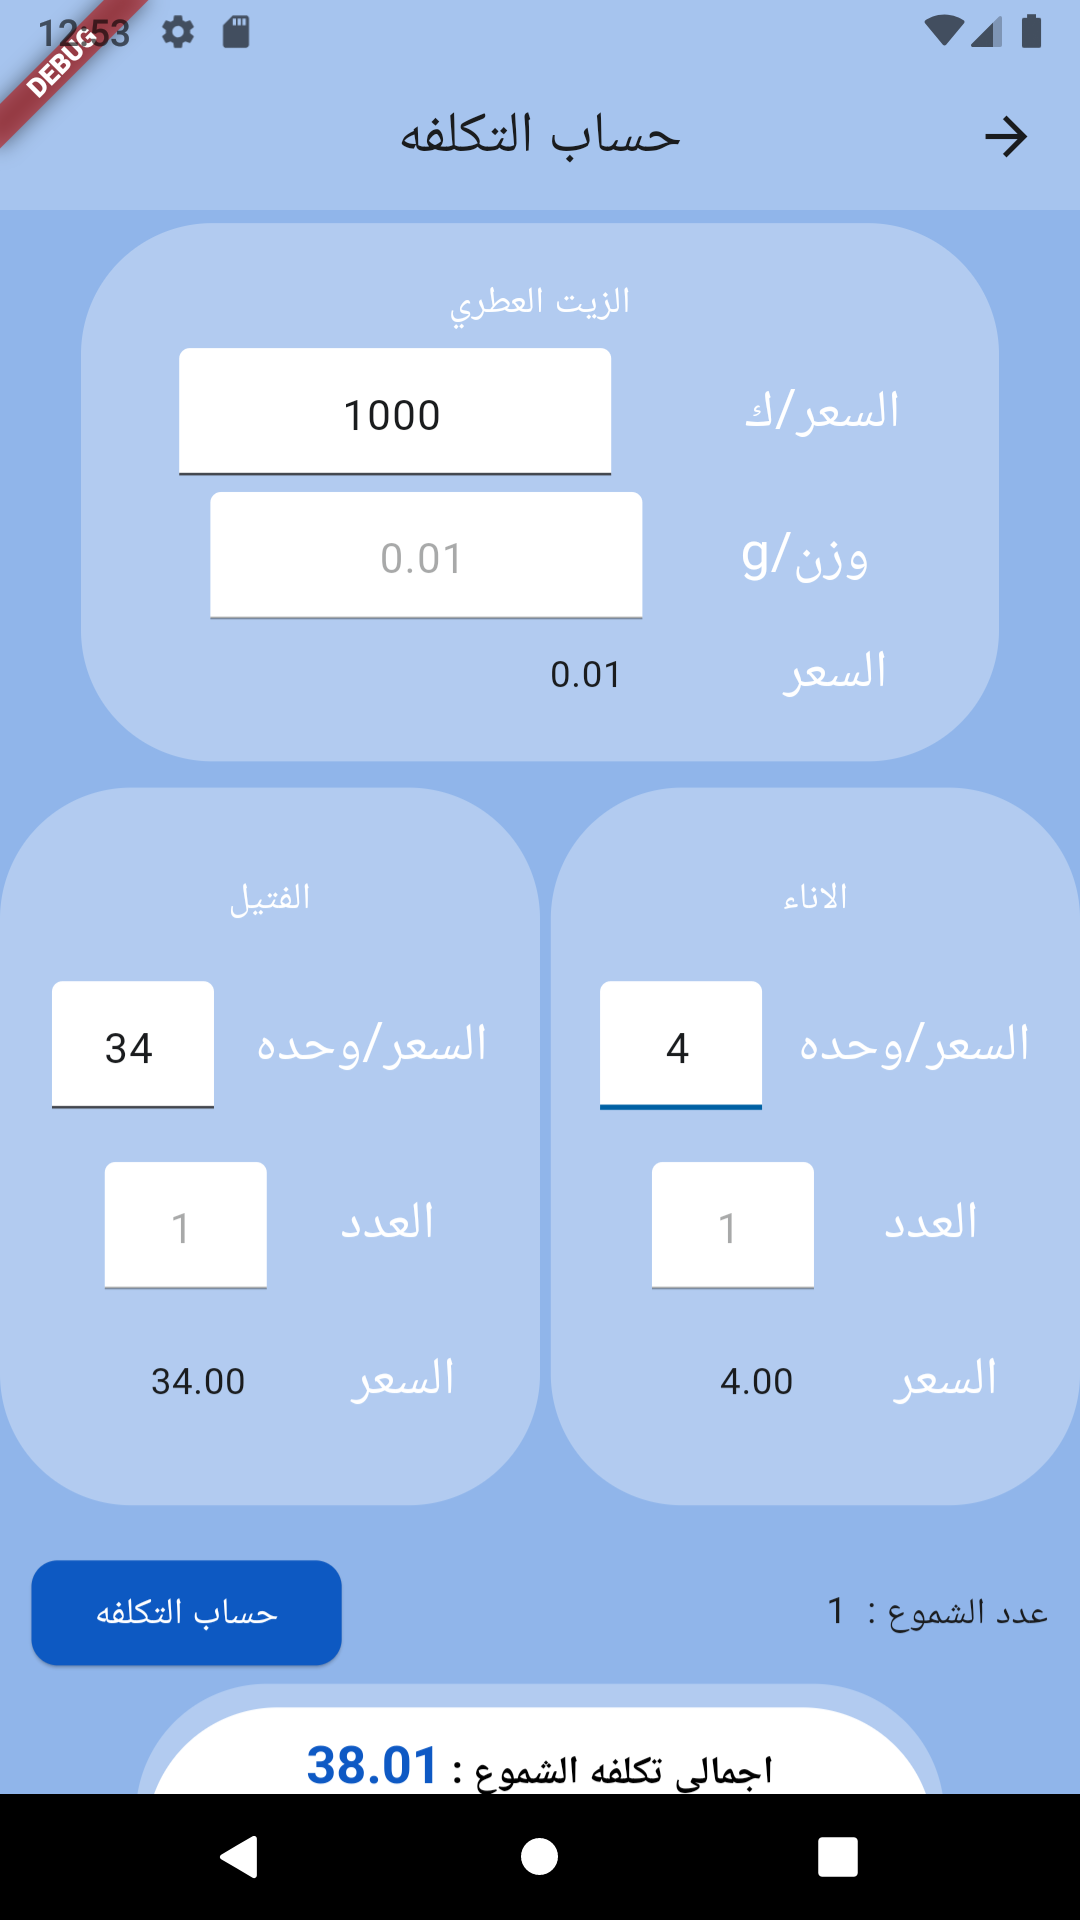 12:53
DEBUG
حساب التكلفه
الزيت العطري
السعر/ك 1000
وزن/g 0.01
السعر 0.01
الاناء
السعر/وحده 4
العدد 1
السعر 4.00
الفتيل
السعر/وحده 34
العدد 1
السعر 34.00
عدد الشموع : 1
حساب التكلفه
اجمالي تكلفه الشموع : 38.01